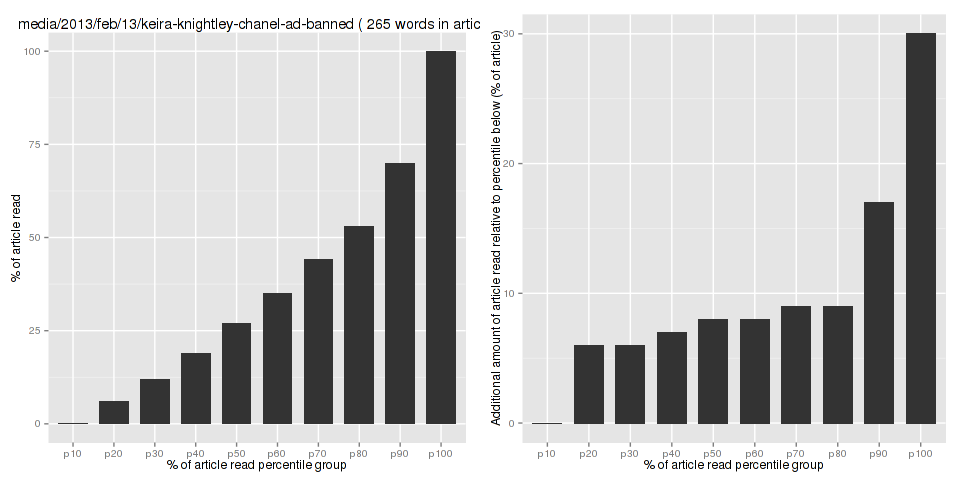 media/2013/feb/13/keira-knightley-chanel-ad-banned ( 265 words in artic
% of article read
100
75
50
25
0
p10 p20 p30 p40 p50 p60 p70 p80 p90 p100
% of article read percentile group
Additional amount of article read relative to percentile below (% of article)
30
20
10
0
p10 p20 p30 p40 p50 p60 p70 p80 p90 p100
% of article read percentile group